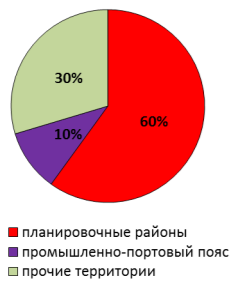 30%
60%
10%
планировочные районы
промышленно-портовый пояс
прочие территории